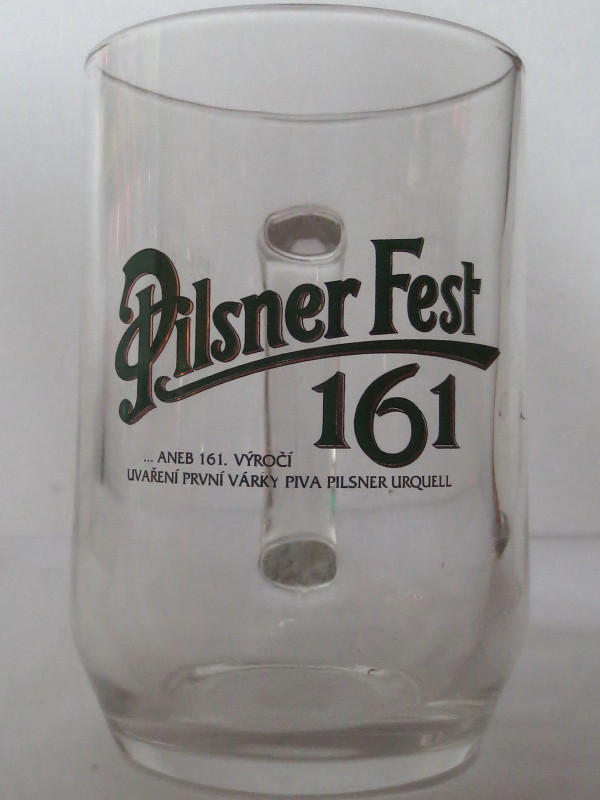 Pilsner Fest
161
... ANEB 161. VÝROČÍ
UVAŘENÍ PRVNÍ VÁRKY PIVA PILSNER URQUELL